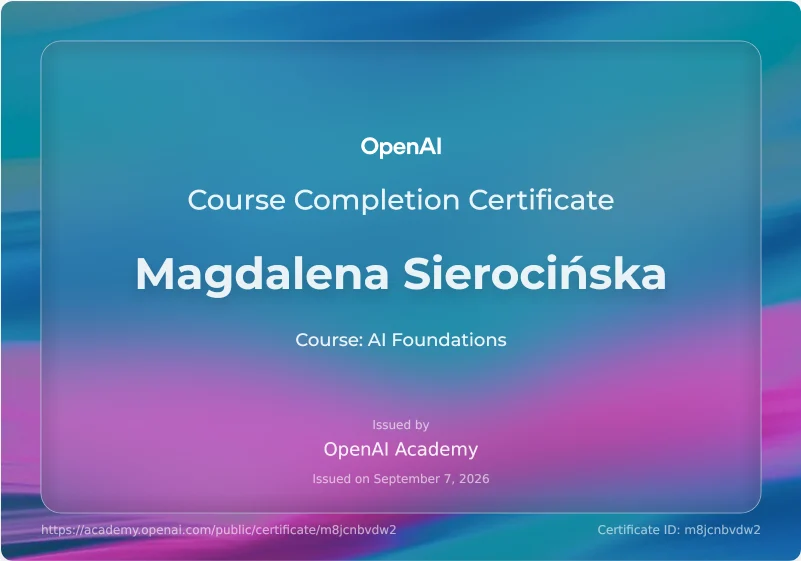 OpenAI
Course Completion Certificate
Magdalena Sierocińska
Course: AI Foundations
Issued by
OpenAI Academy
Issued on September 7, 2026
https://academy.openai.com/public/certificate/m8jcnbvdw2
Certificate ID: m8jcnbvdw2